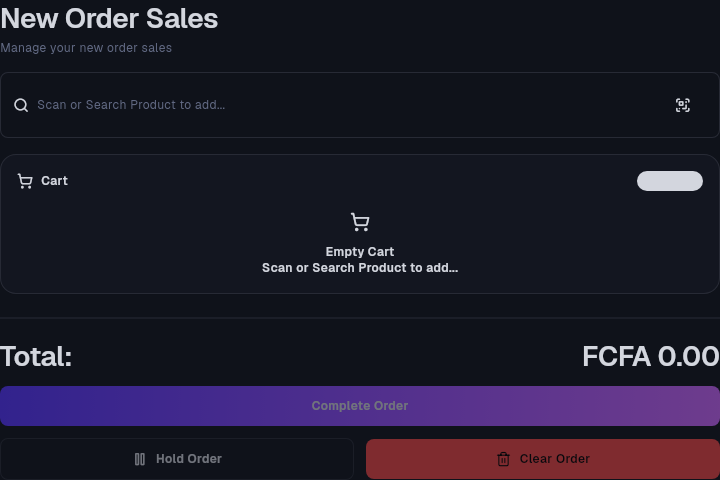 New Order Sales
Manage your new order sales
Scan or Search Product to add...
Cart
Empty Cart
Scan or Search Product to add...
Total:
FCFA 0.00
Complete Order
Hold Order
Clear Order